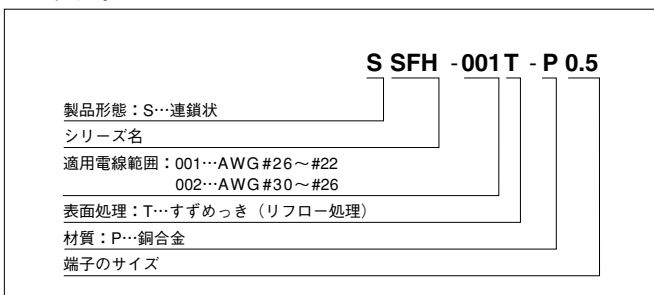 S SFH - 001 T - P 0.5
製品形態：S…連鎖状
シリーズ名
適用電線範囲：001…AWG#26～#22
002…AWG#30～#26
表面処理：T…すずめっき（リフロー処理）
材質：P…銅合金
端子のサイズ